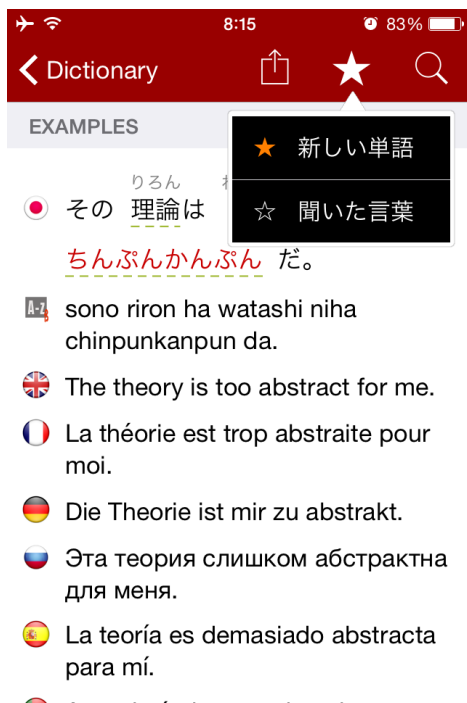 8:15
83%
Dictionary
EXAMPLES
新しい単語
聞いた言葉
りろん
その 理論は
ちんぷんかんぷん だ。
A-Z
sono riron ha watashi niha
chinpunkanpun da.
The theory is too abstract for me.
La théorie est trop abstraite pour
moi.
Die Theorie ist mir zu abstrakt.
Эта теория слишком абстрактна
для меня.
La teoría es demasiado abstracta
para mí.